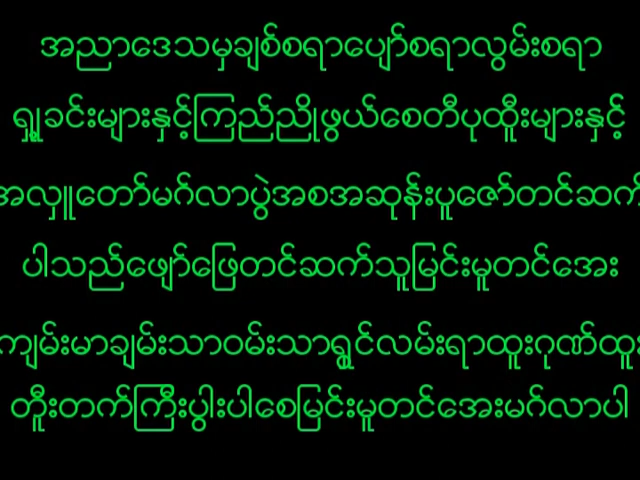 အညာဒေသမှချစ်စရာပျော်စရာလွမ်းစရာ
ရှုခင်းများနှင့်ကြည်ညိုဖွယ်စေတီပုထိုးများနှင့်
အလှူတော်မင်္ဂလာပွဲအစအဆုန်းပူဇော်တင်ဆက်
ပါသည်ဖျော်ဖြေတင်ဆက်သူမြင်းမူတင်အေး
ကျမ်းမာချမ်းသာဝမ်းသာရွှင်လမ်းရာထူးဂုဏ်ထူး
တိုးတက်ကြီးပွါးပါစေမြင်းမူတင်အေးမင်္ဂလာပါ